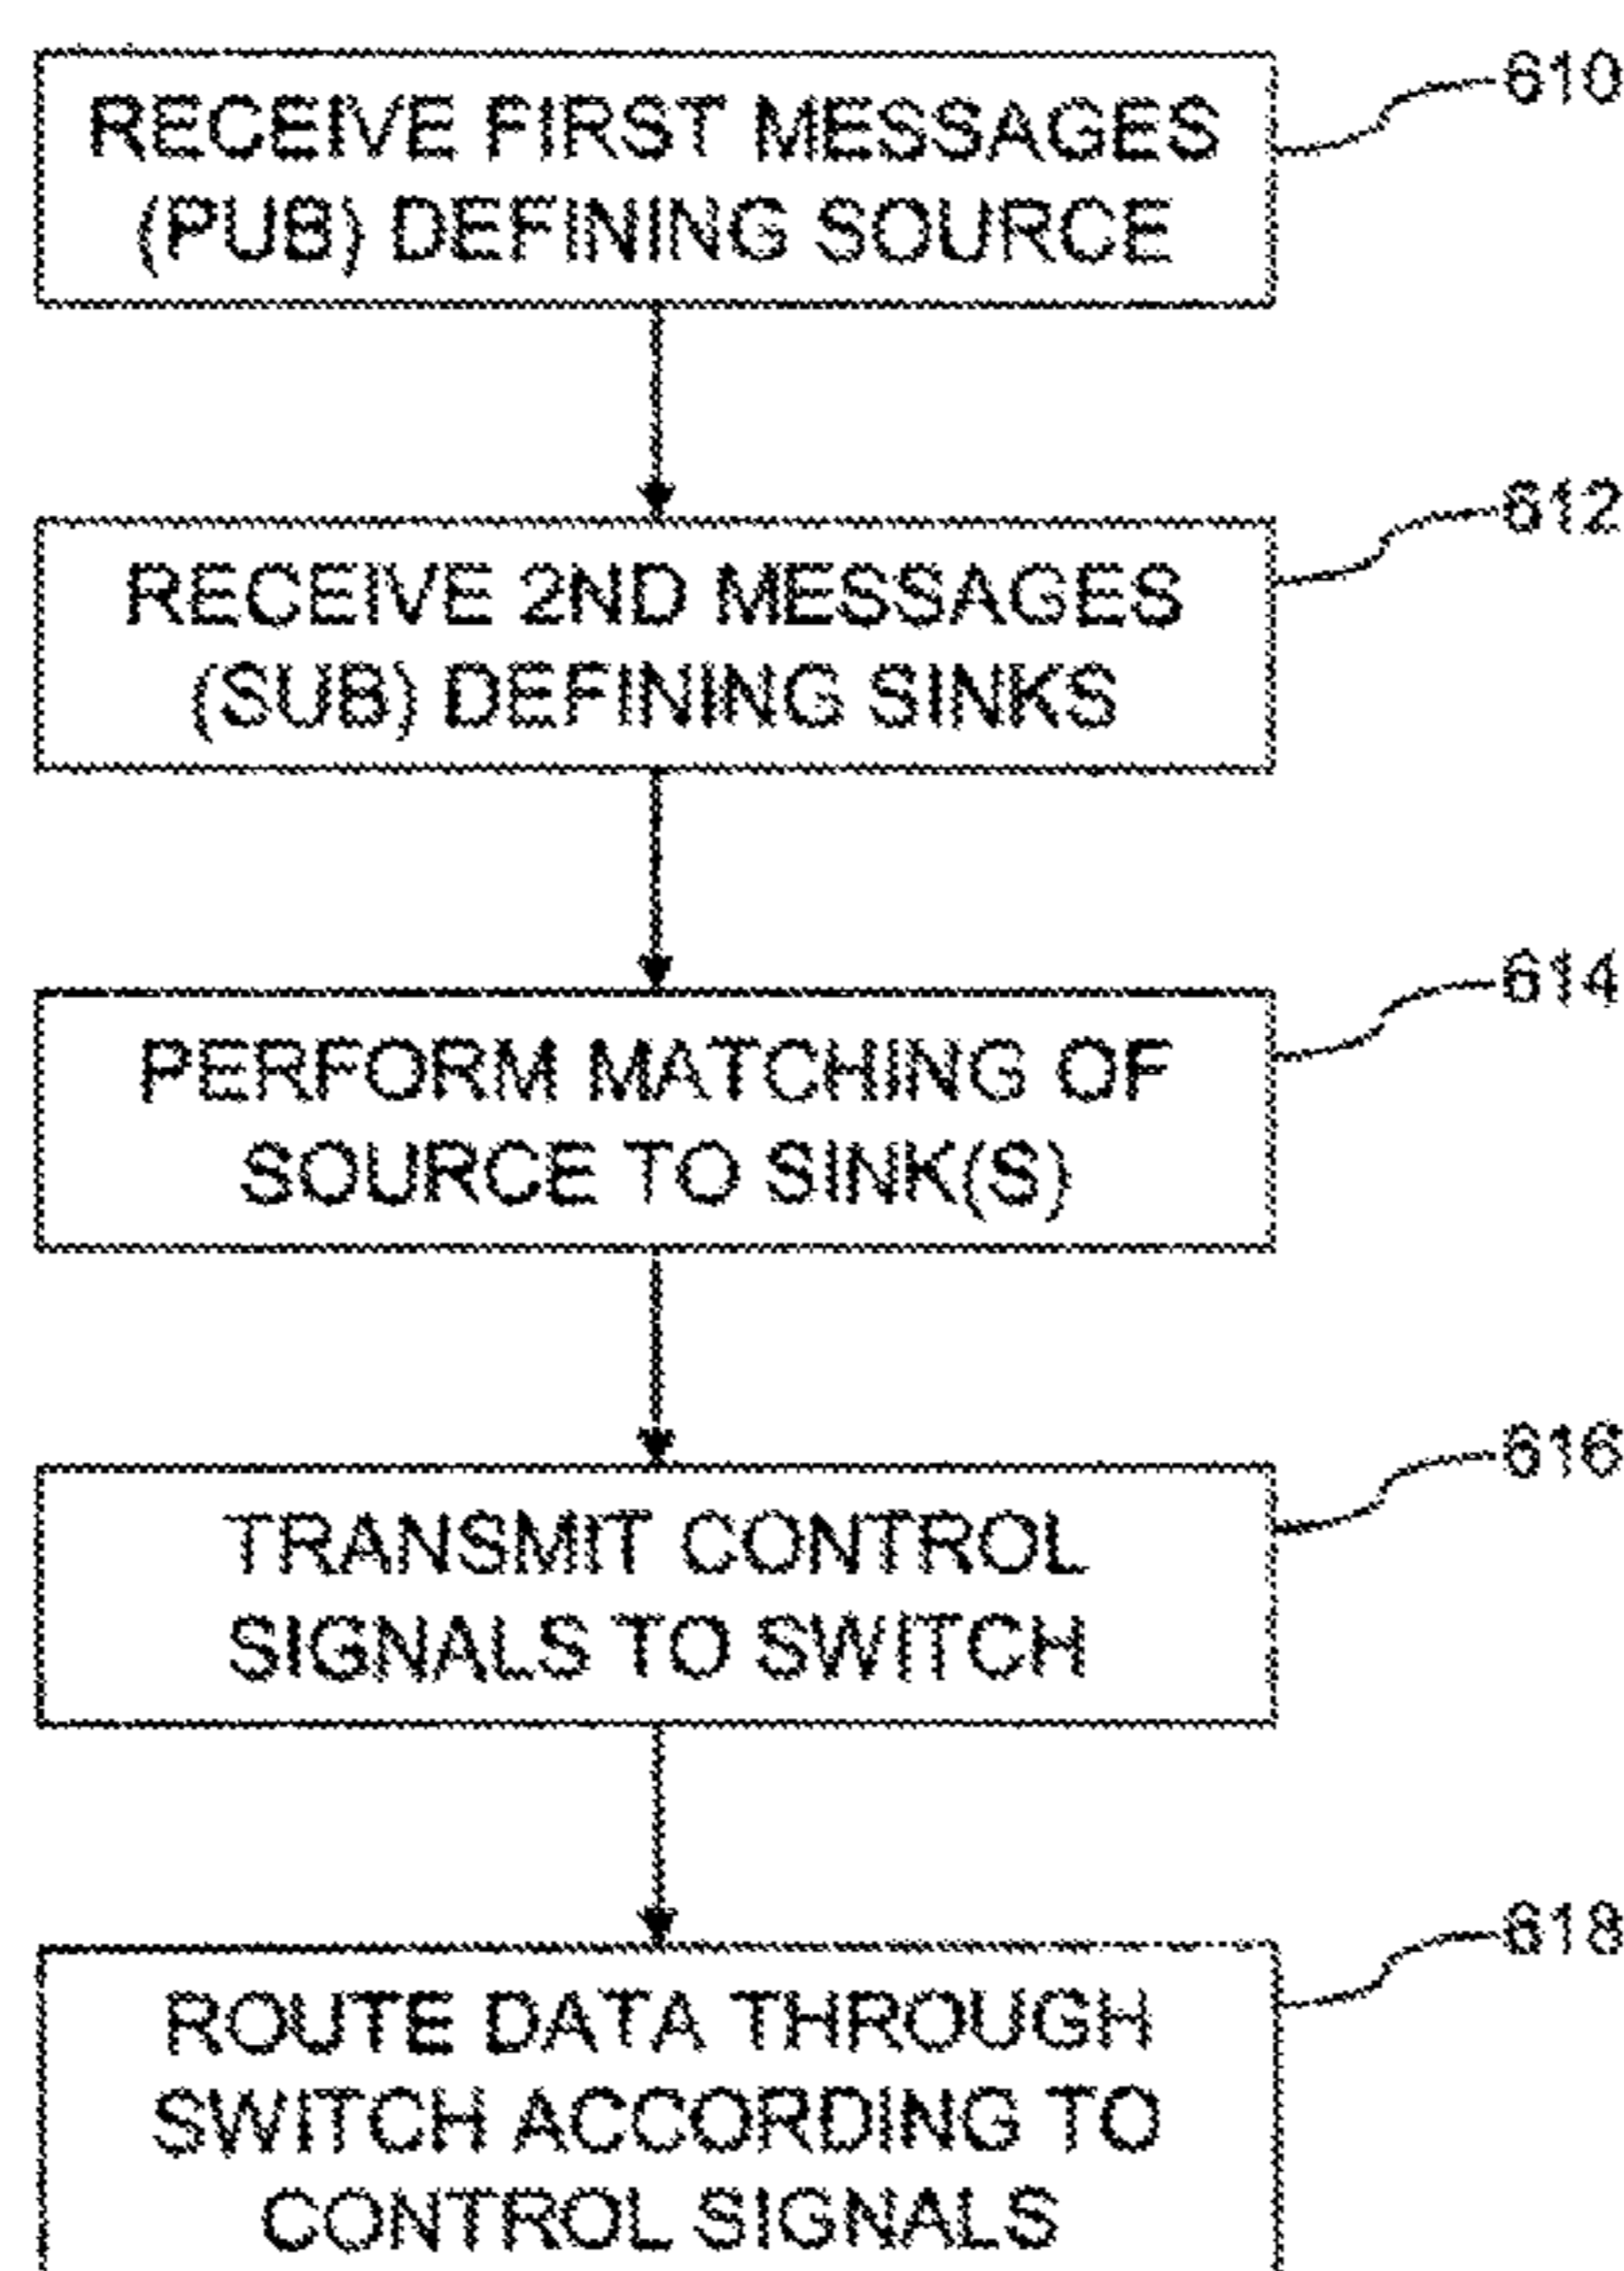 RECEIVE FIRST MESSAGES
(PUB) DEFINING SOURCE
610
RECEIVE 2ND MESSAGES
(SUB) DEFINING SINKS
612
PERFORM MATCHING OF
SOURCE TO SINK(S)
614
TRANSMIT CONTROL
SIGNALS TO SWITCH
616
ROUTE DATA THROUGH
SWITCH ACCORDING TO
CONTROL SIGNALS
618